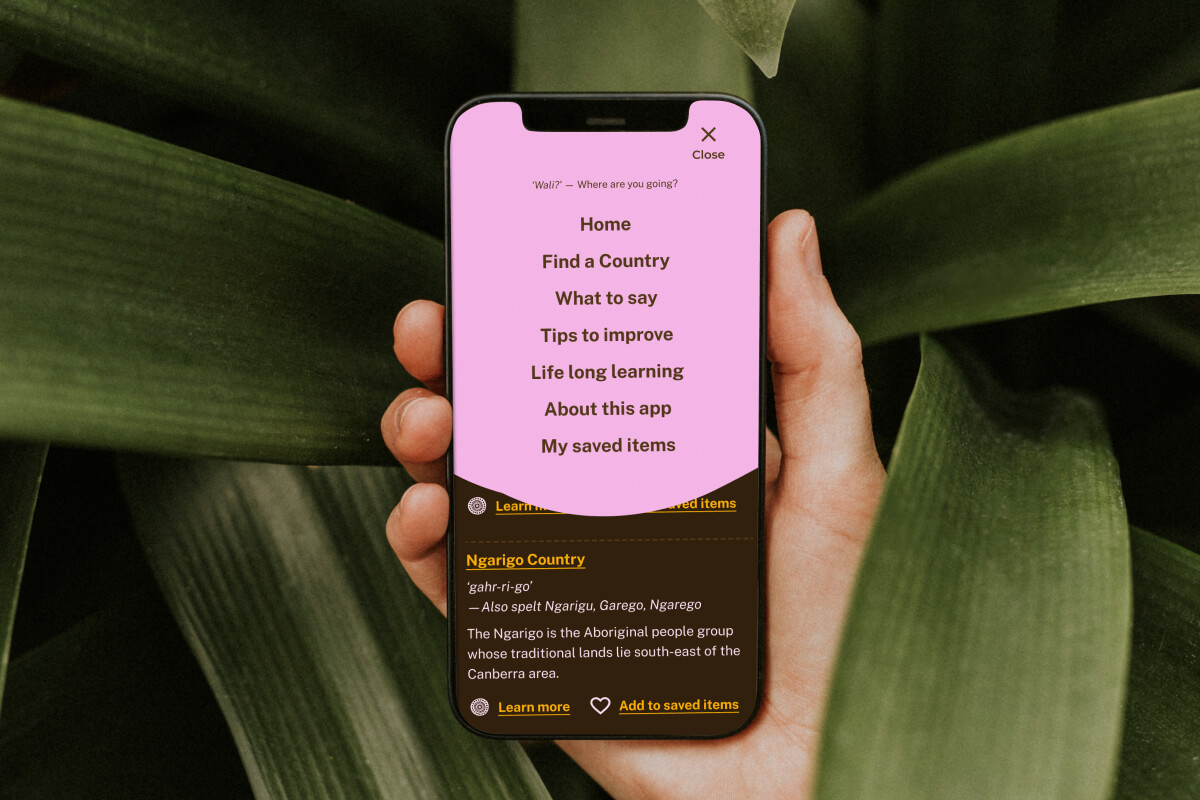 Close
‘Wali?’ — Where are you going?
Home
Find a Country
What to say
Tips to improve
Life long learning
About this app
My saved items
Learn saved items
Ngarigo Country
‘gahr-ri-go’
— Also spelt Ngarigu, Garego, Ngarego
The Ngarigo is the Aboriginal people group
whose traditional lands lie south-east of the
Canberra area.
Learn more Add to saved items